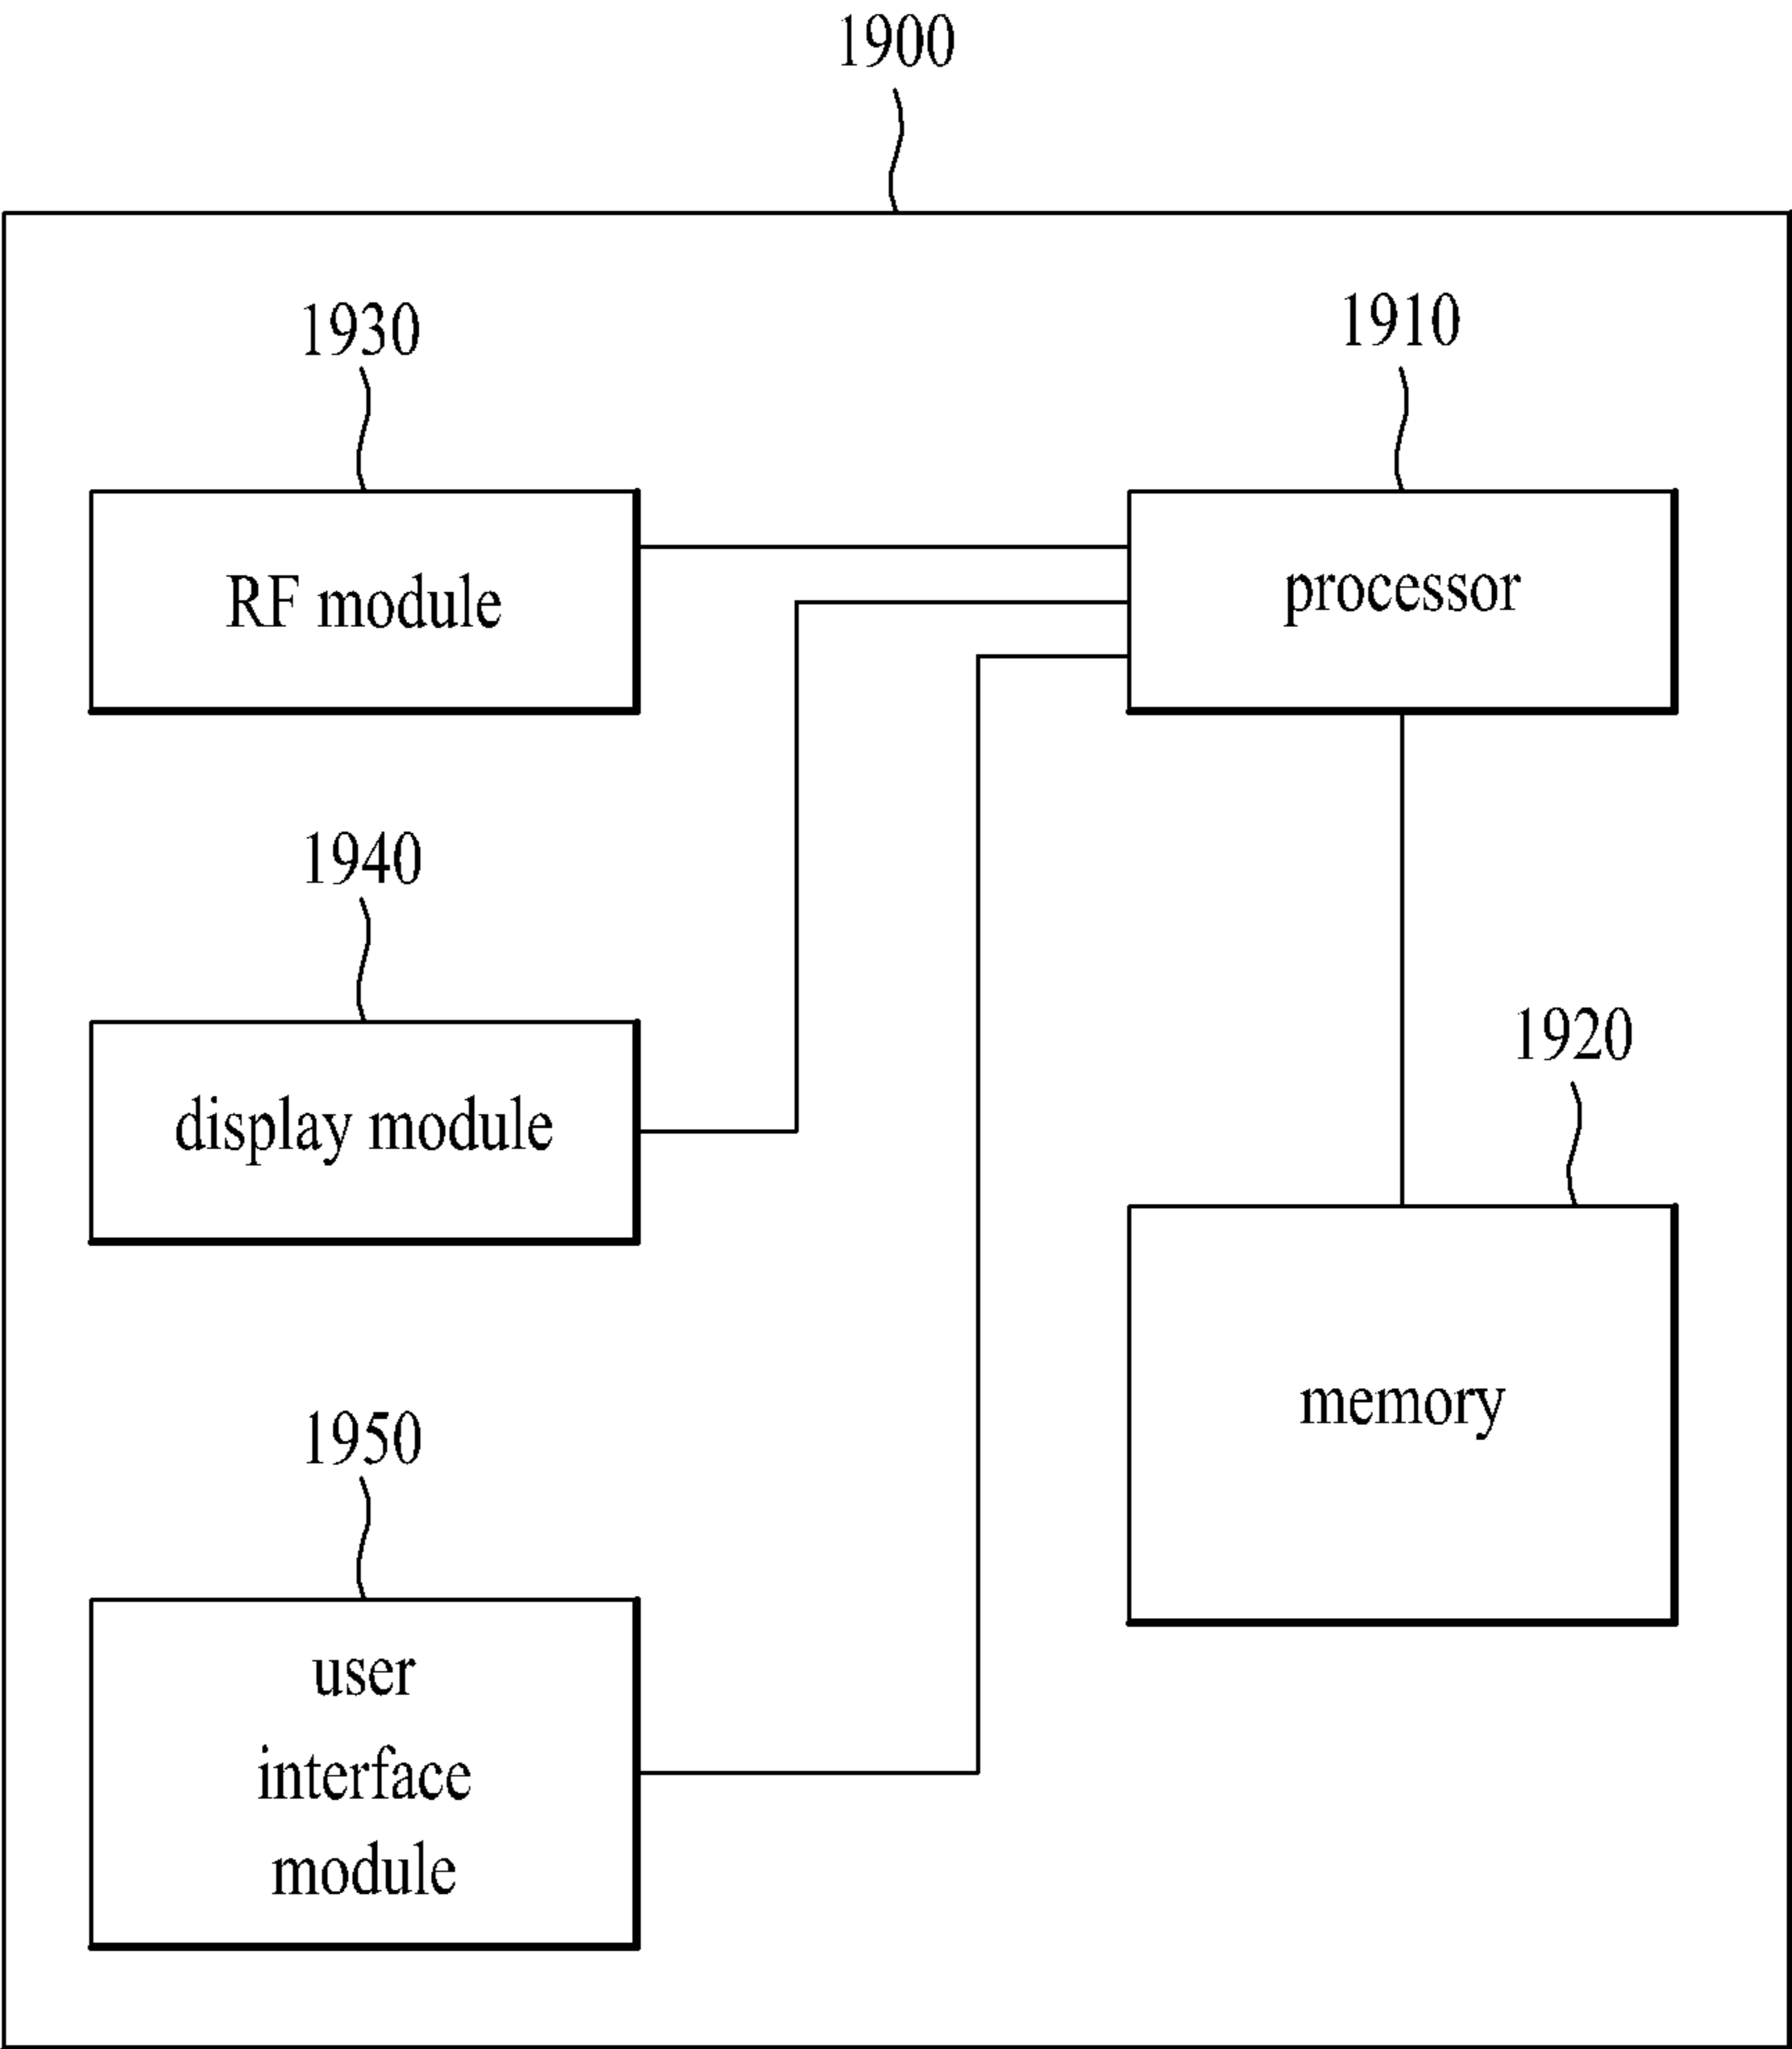 1900
1930
1910
RF module
processor
1940
1920
display module
memory
1950
user
interface
module